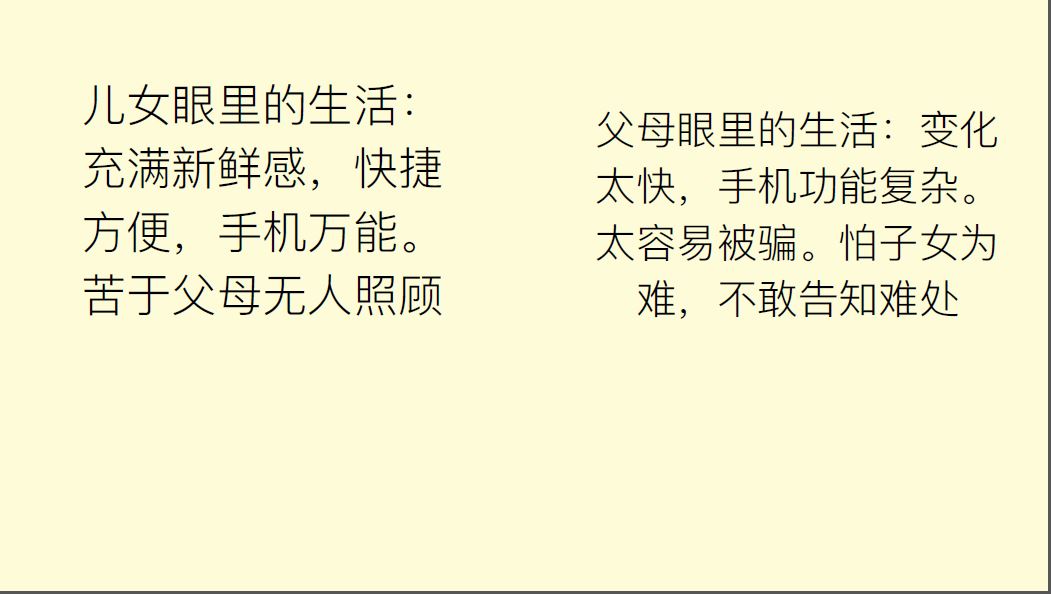 儿女眼里的生活：
充满新鲜感，快捷
方便，手机万能。
苦于父母无人照顾
父母眼里的生活：变化
太快，手机功能复杂。
太容易被骗。怕子女为
难，不敢告知难处